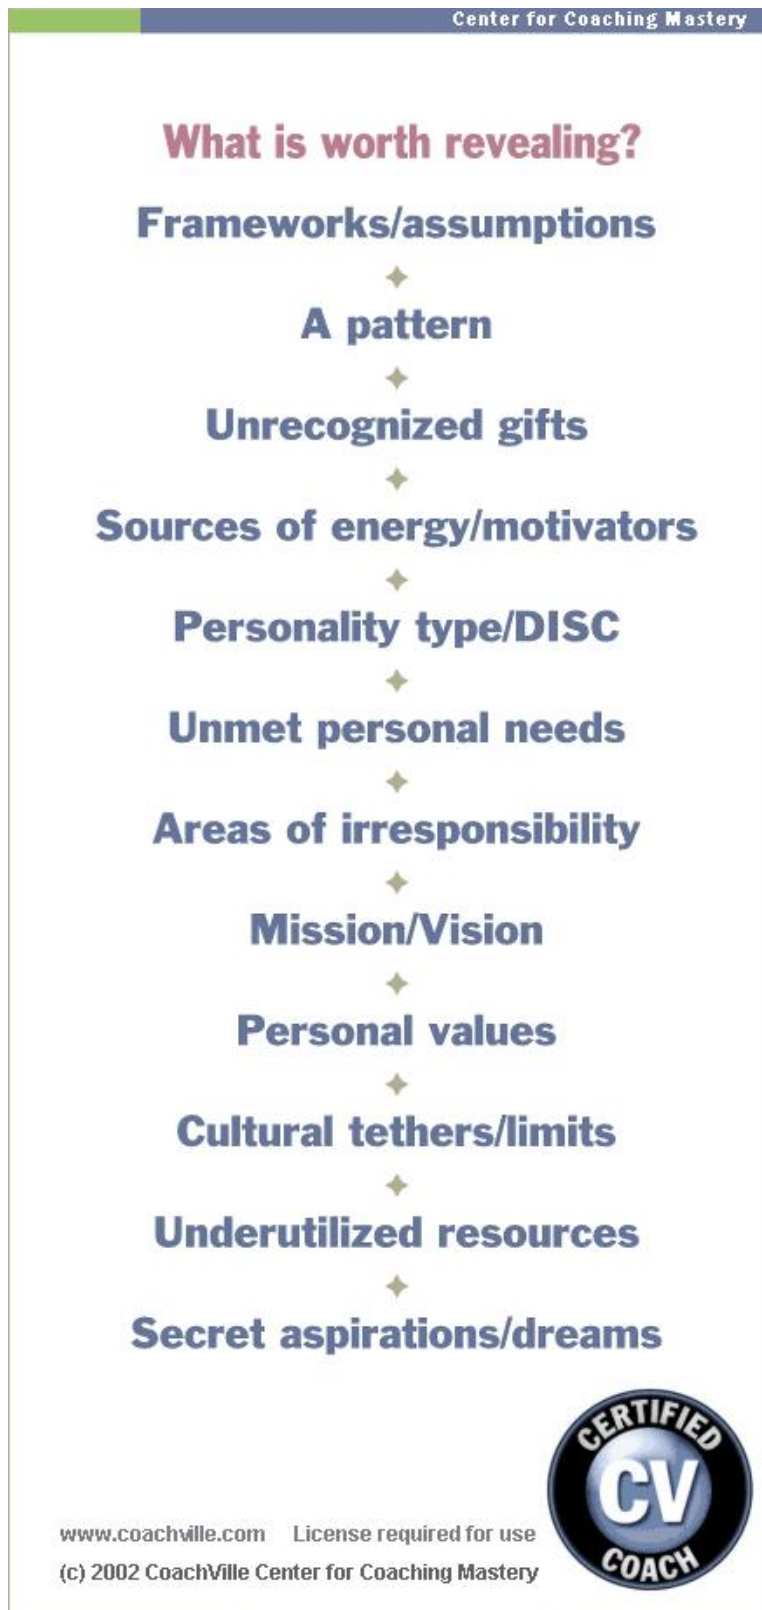 Center for Coaching Mastery
What is worth revealing?
Frameworks/assumptions
A pattern
Unrecognized gifts
Sources of energy/motivators
Personality type/DISC
Unmet personal needs
Areas of irresponsibility
Mission/Vision
Personal values
Cultural tethers/limits
Underutilized resources
Secret aspirations/dreams
CERTIFIED
CV
COACH
www.coachville.com License required for use
(c) 2002 CoachVille Center for Coaching Mastery